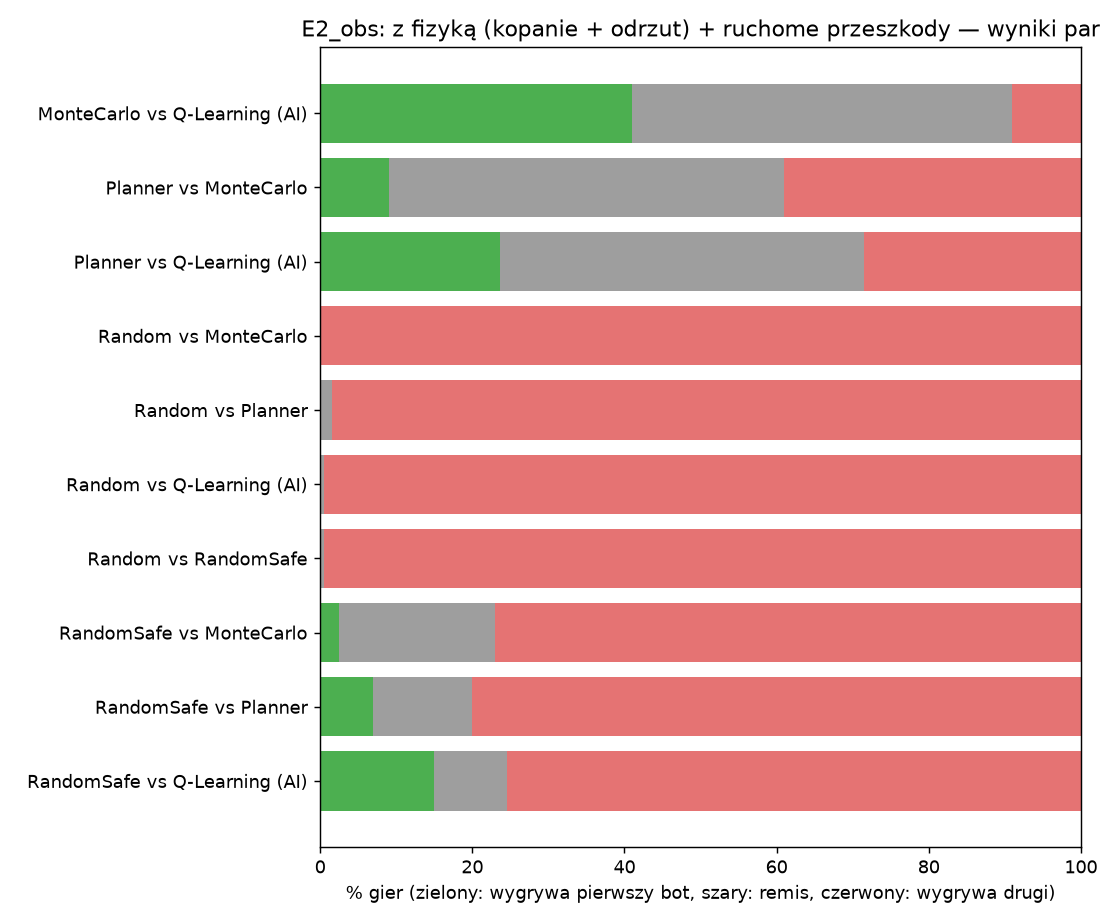 E2_obs: z fizyką (kopanie + odrzut) + ruchome przeszkody — wyniki par
MonteCarlo vs Q-Learning (AI)
Planner vs MonteCarlo
Planner vs Q-Learning (AI)
Random vs MonteCarlo
Random vs Planner
Random vs Q-Learning (AI)
Random vs RandomSafe
RandomSafe vs MonteCarlo
RandomSafe vs Planner
RandomSafe vs Q-Learning (AI)
0 20 40 60 80 100
% gier (zielony: wygrywa pierwszy bot, szary: remis, czerwony: wygrywa drugi)